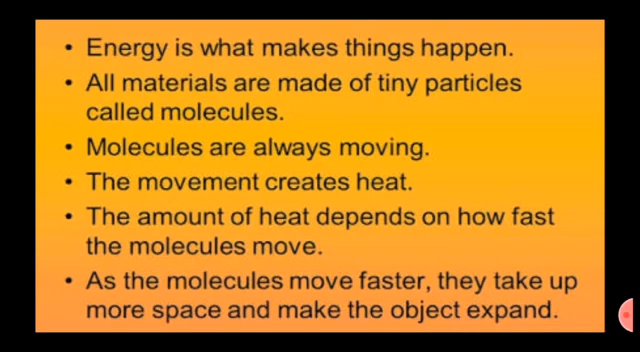 • Energy is what makes things happen.
• All materials are made of tiny particles
called molecules.
• Molecules are always moving.
• The movement creates heat.
• The amount of heat depends on how fast
the molecules move.
• As the molecules move faster, they take up
more space and make the object expand.